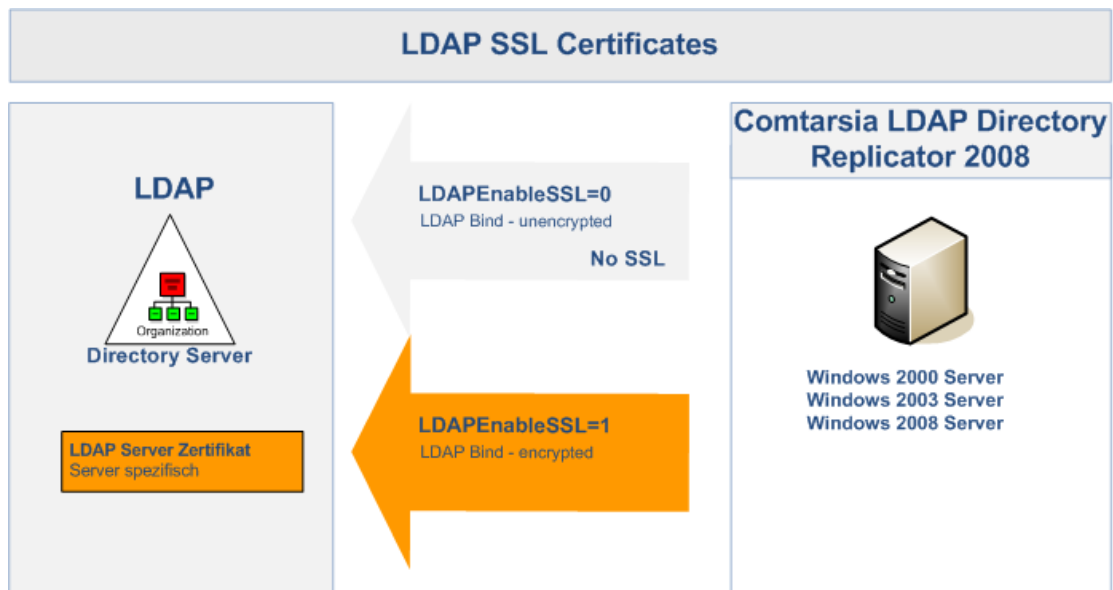 LDAP SSL Certificates
LDAP
Organization
Directory Server
LDAP Server Zertifikat
Server spezifisch
LDAPEnableSSL=0
LDAP Bind - unencrypted
No SSL
LDAPEnableSSL=1
LDAP Bind - encrypted
Comtarsia LDAP Directory
Replicator 2008
Windows 2000 Server
Windows 2003 Server
Windows 2008 Server